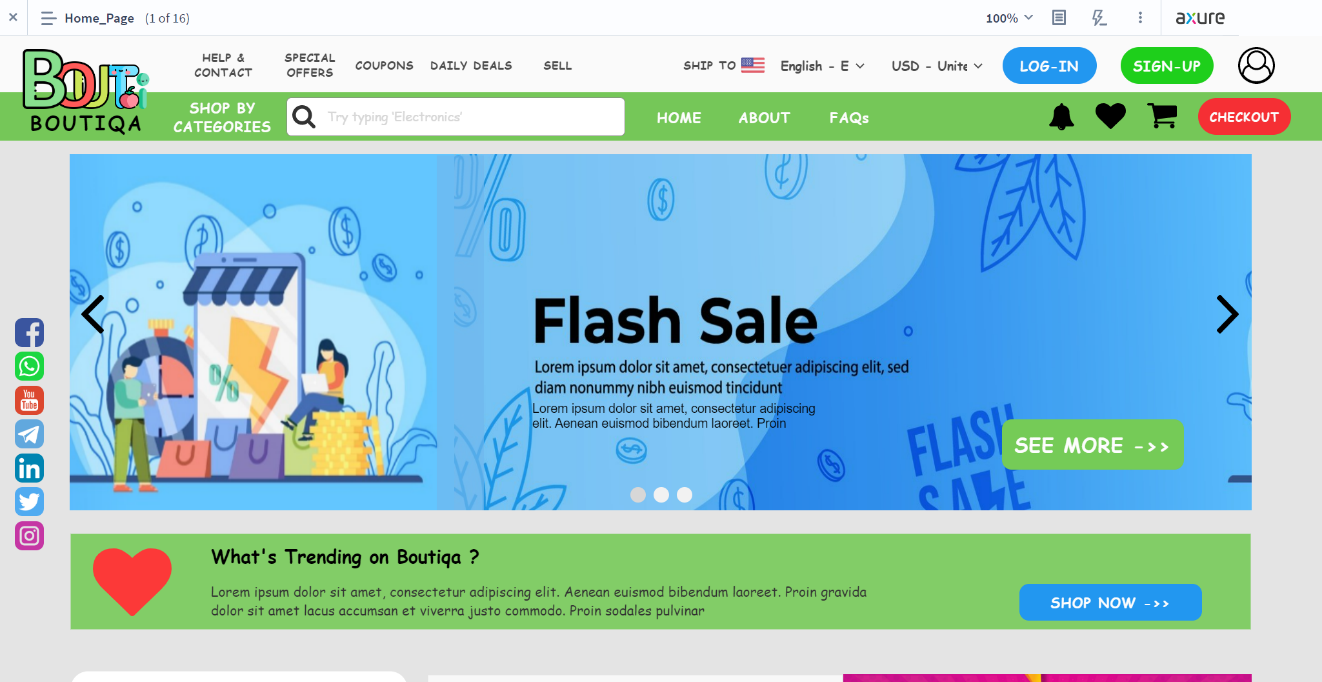 Home_Page (1 of 16)
100%
axure
HELP &
CONTACT
SPECIAL
OFFERS
COUPONS
DAILY DEALS
SELL
SHIP TO
English - E
USD - Unite
LOG-IN
SIGN-UP
BOUTi
BOUTIQA
SHOP BY
CATEGORIES
Try typing 'Electronics'
HOME
ABOUT
FAQs
CHECKOUT
Flash Sale
Lorem ipsum dolor sit amet, consectetuer adipiscing elit, sed
diam nonummy nibh euismod tincidunt
Lorem ipsum dolor sit amet, consectetur adipiscing
elit. Aenean euismod bibendum laoreet. Proin
FLASH
SALE
SEE MORE ->>
You
Tube
What's Trending on Boutiqa ?
Lorem ipsum dolor sit amet, consectetur adipiscing elit. Aenean euismod bibendum laoreet. Proin gravida
dolor sit amet lacus accumsan et viverra justo commodo. Proin sodales pulvinar
SHOP NOW ->>